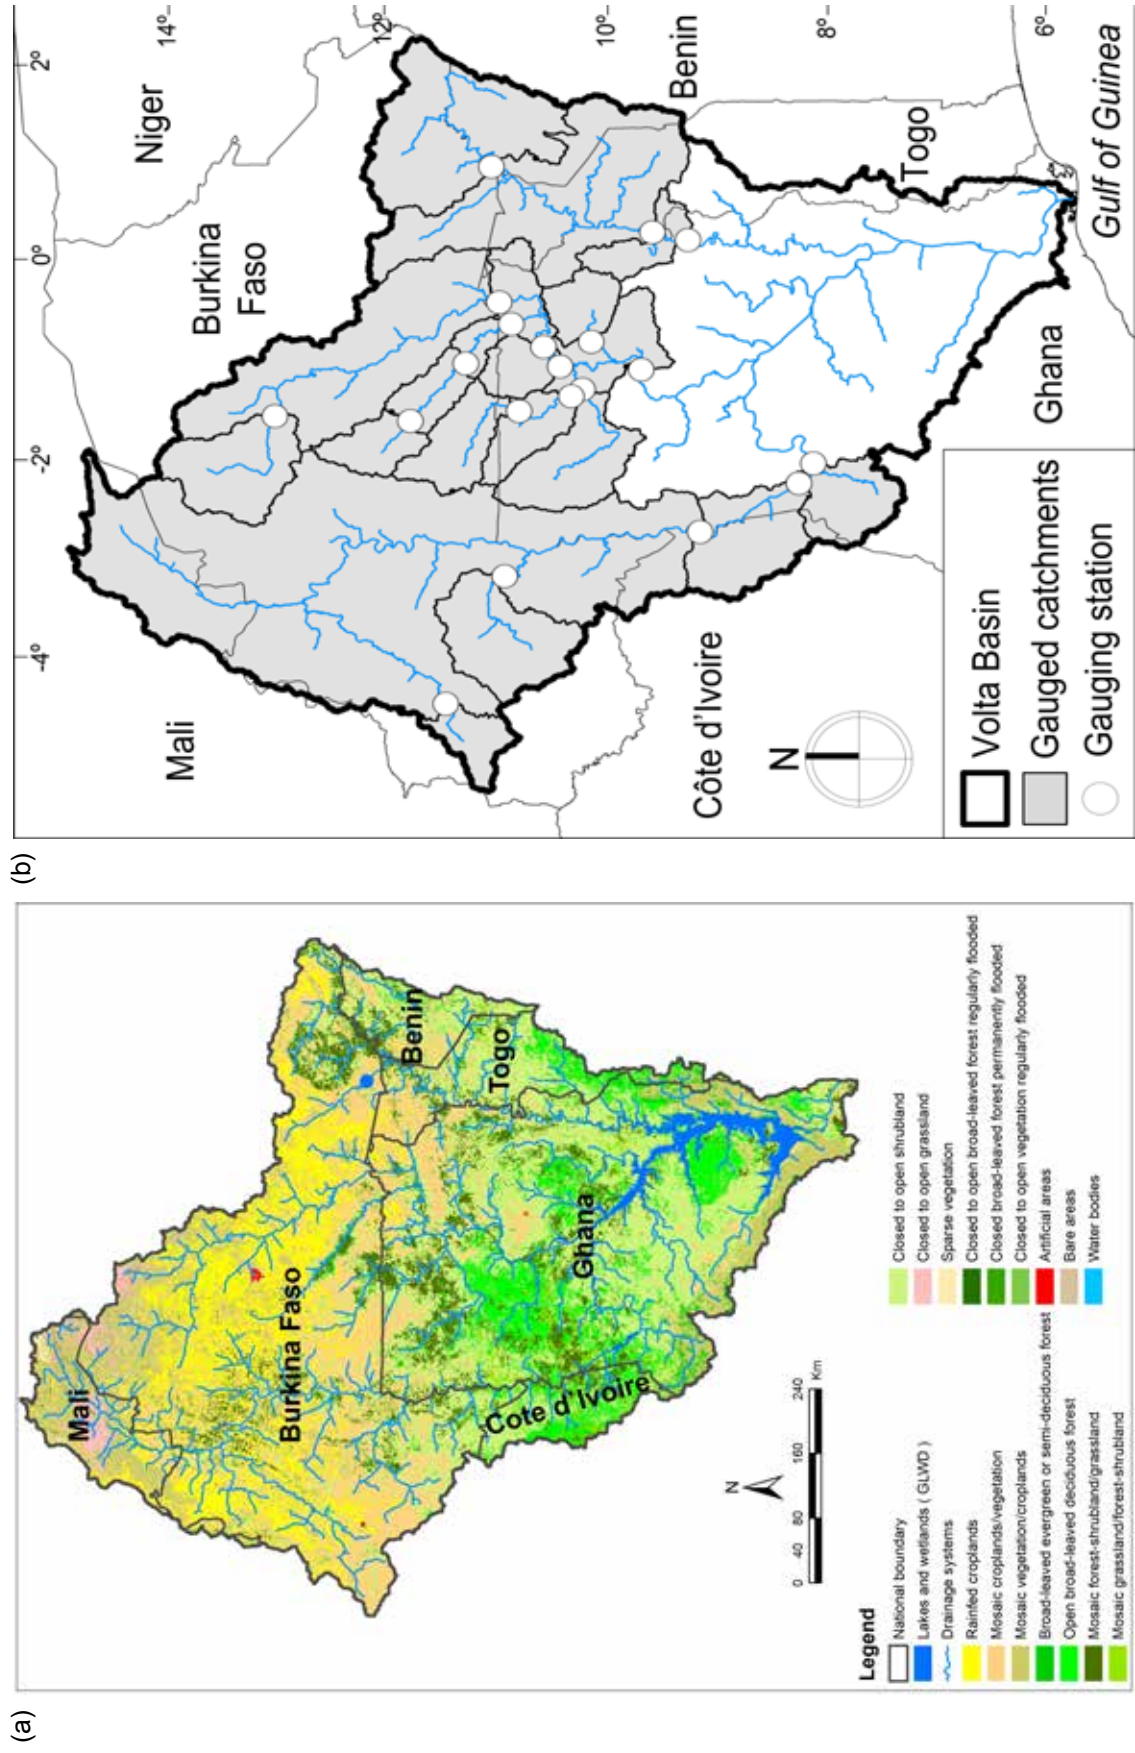 (a)
Mali
Burkina Faso
Benin
Togo
Ghana
Cote d'Ivoire
N
0 40 80 160 240
Km
Legend
National boundary
Lakes and wetlands ( GLWD )
Drainage systems
Rainfed croplands
Mosaic croplands/vegetation
Mosaic vegetation/croplands
Broad-leaved evergreen or semi-deciduous forest
Open broad-leaved deciduous forest
Mosaic forest-shrubland/grassland
Mosaic grassland/forest-shrubland
Closed to open shrubland
Closed to open grassland
Sparse vegetation
Closed to open broad-leaved forest regularly flooded
Closed broad-leaved forest permanently flooded
Closed to open vegetation regularly flooded
Artificial areas
Bare areas
Water bodies
(b)
-4° -2° 0° 2°
14°
12°
10°
8°
6°
Mali
Burkina
Faso
Niger
Benin
Togo
Côte d'Ivoire
Ghana
Gulf of Guinea
N
Volta Basin
Gauged catchments
Gauging station